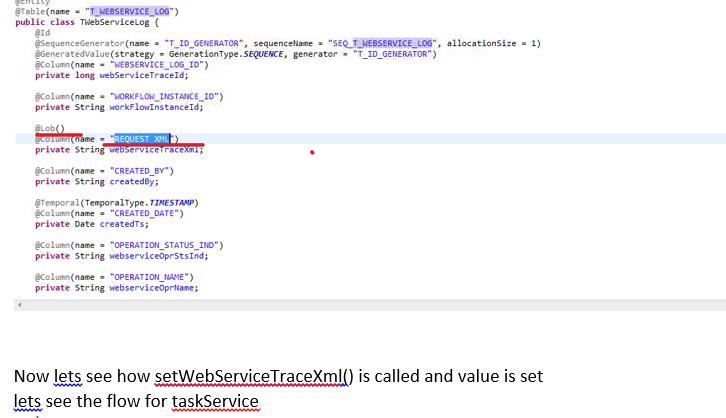 @Entity
@Table(name = "T_WEBSERVICE_LOG")
public class TWebServiceLog {
@Id
@SequenceGenerator(name = "T_ID_GENERATOR", sequenceName = "SEQ_T_WEBSERVICE_LOG", allocationSize = 1)
@GeneratedValue(strategy = GenerationType.SEQUENCE, generator = "T_ID_GENERATOR")
@Column(name = "WEBSERVICE_LOG_ID")
private long webServiceTraceId;
@Column(name = "WORKFLOW_INSTANCE_ID")
private String workFlowInstanceId;
@Lob()
@Column(name = "REQUEST_XML")
private String webServiceTraceXml;
@Column(name = "CREATED_BY")
private String createdBy;
@Temporal(TemporalType.TIMESTAMP)
@Column(name = "CREATED_DATE")
private Date createdTs;
@Column(name = "OPERATION_STATUS_IND")
private String webserviceOprStsInd;
@Column(name = "OPERATION_NAME")
private String webserviceOprName;
Now lets see how setWebServiceTraceXml() is called and value is set
lets see the flow for taskService